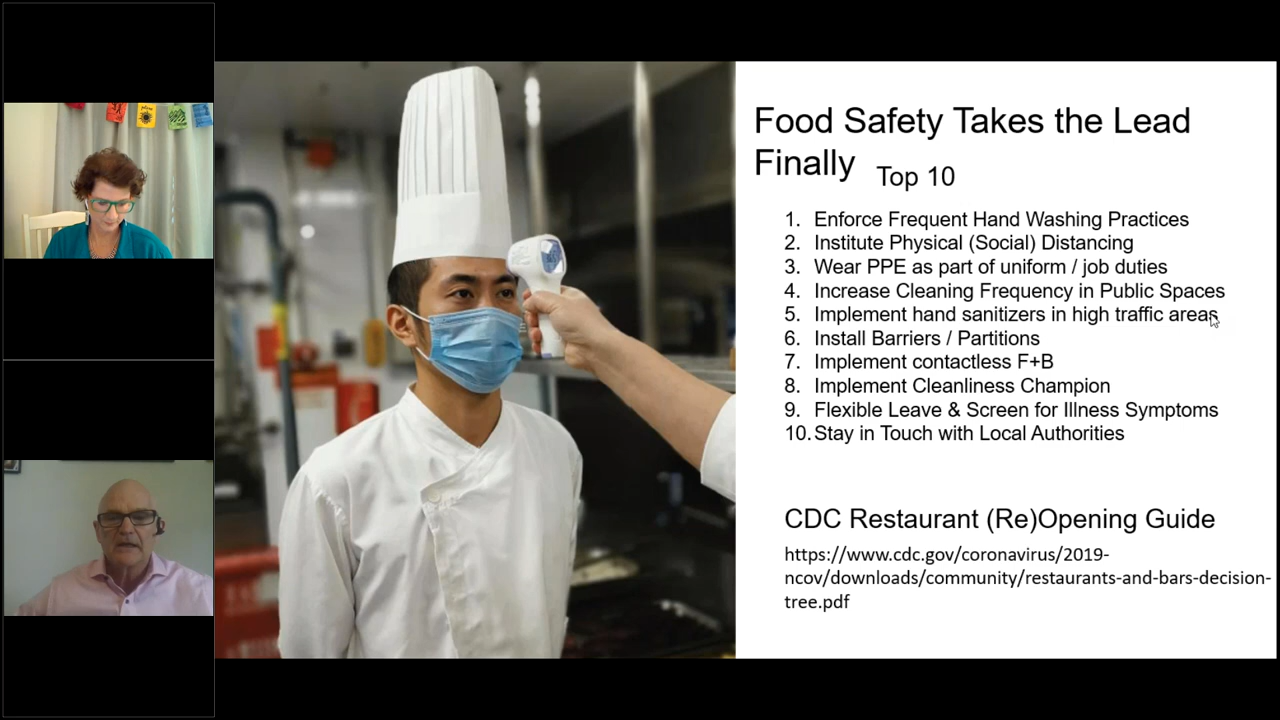 Food Safety Takes the Lead
Finally
Top 10
1. Enforce Frequent Hand Washing Practices
2. Institute Physical (Social) Distancing
3. Wear PPE as part of uniform / job duties
4. Increase Cleaning Frequency in Public Spaces
5. Implement hand sanitizers in high traffic areas
6. Install Barriers / Partitions
7. Implement contactless F+B
8. Implement Cleanliness Champion
9. Flexible Leave & Screen for Illness Symptoms
10. Stay in Touch with Local Authorities
CDC Restaurant (Re)Opening Guide
https://www.cdc.gov/coronavirus/2019-
ncov/downloads/community/restaurants-and-bars-decision-
tree.pdf